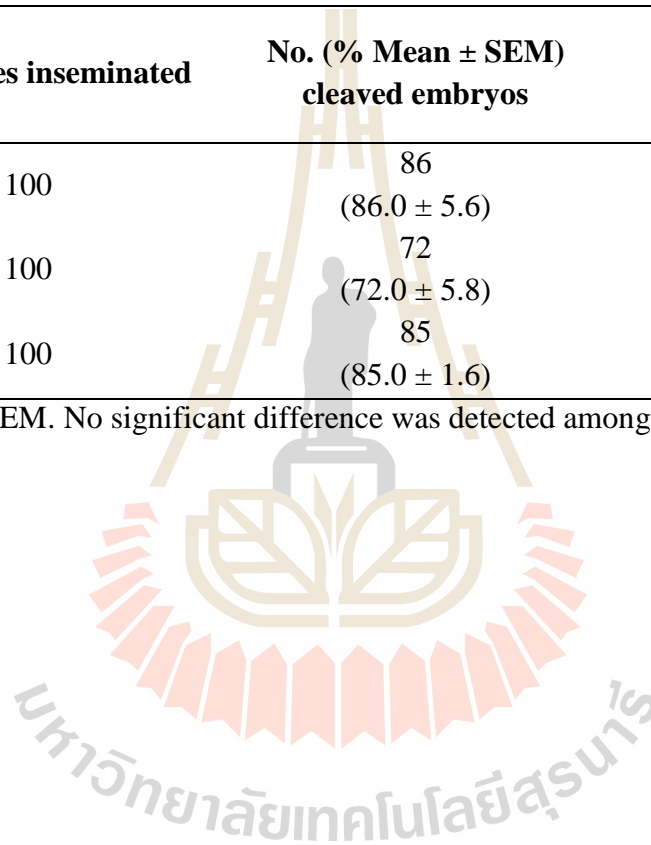 es inseminated
No. (% Mean ± SEM)
cleaved embryos
100
86
(86.0 ± 5.6)
100
72
(72.0 ± 5.8)
100
85
(85.0 ± 1.6)
EM. No significant difference was detected among
มหาวิทยาลัยเทคโนโลยีสุรนารี